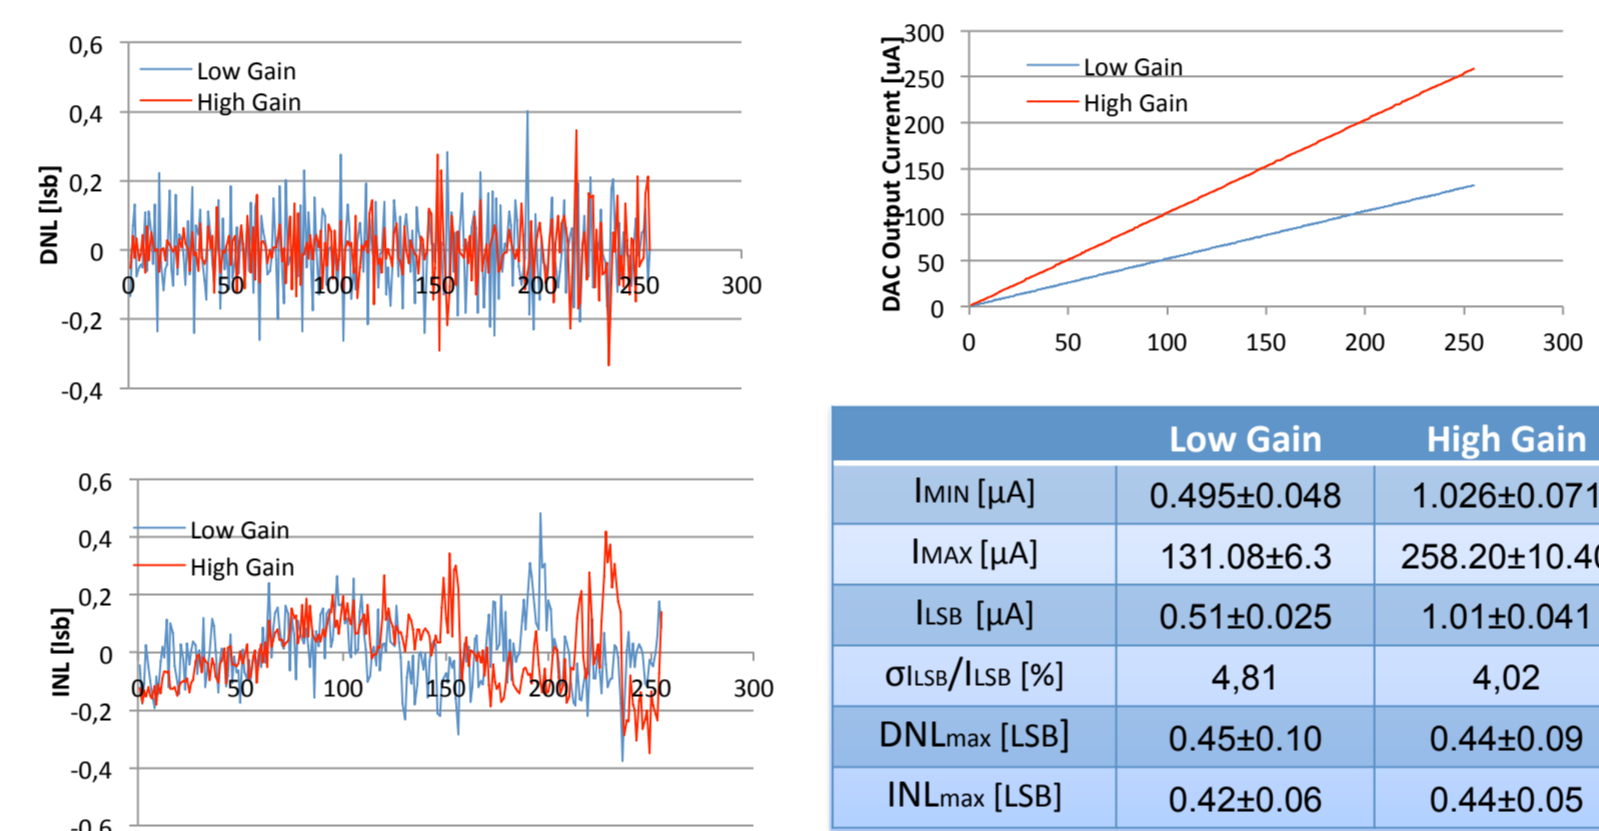 0,6
Low Gain
High Gain
0,4
0,2
0
-0,2
-0,4
DNL [lsb]
0 50 100 150 200 250 300
300
250
200
150
100
50
0
Low Gain
High Gain
DAC Output Current [uA]
0 50 100 150 200 250 300
0,6
Low Gain
0,4
High Gain
0,2
0
-0,2
-0,4
-0,6
INL [lsb]
0 50 100 150 200 250 300
Low Gain High Gain
IMIN [µA] 0.495±0.048 1.026±0.071
IMAX [µA] 131.08±6.3 258.20±10.40
ILSB [µA] 0.51±0.025 1.01±0.041
σILSB/ILSB [%] 4,81 4,02
DNLmax [LSB] 0.45±0.10 0.44±0.09
INLmax [LSB] 0.42±0.06 0.44±0.05